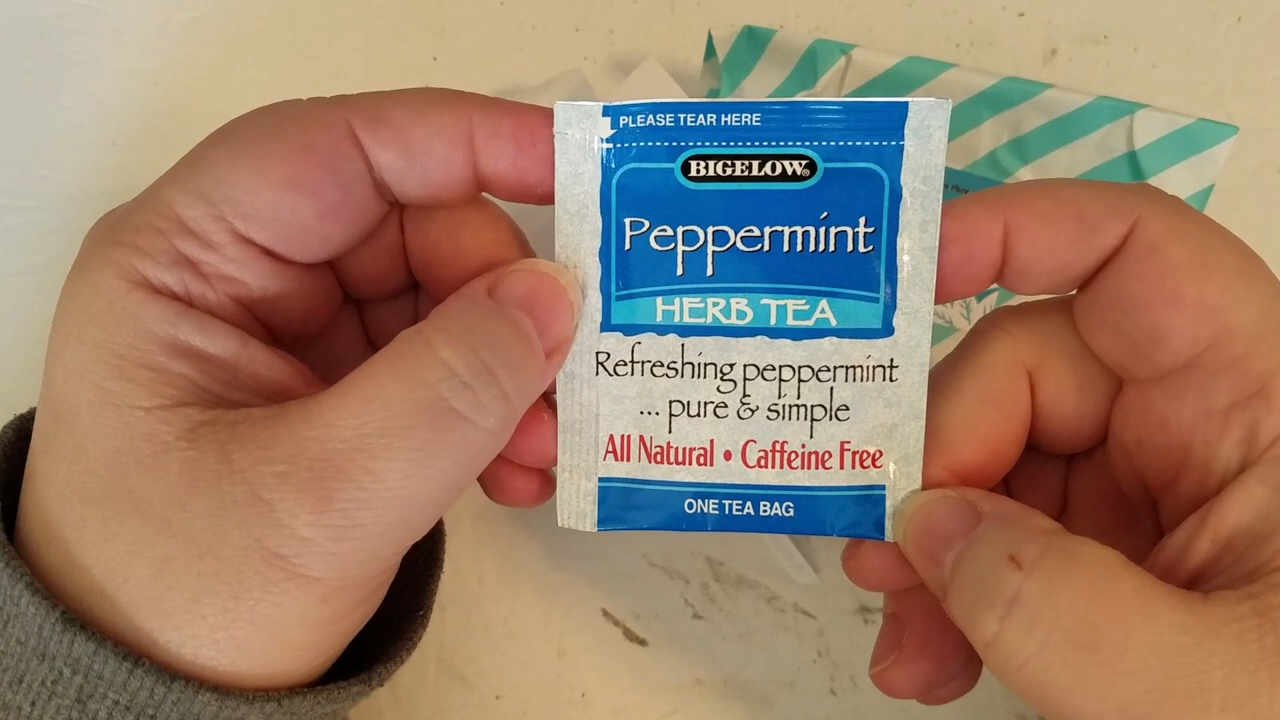 PLEASE TEAR HERE
BIGELOW®
Peppermint
HERB TEA
Refreshing peppermint
... pure & simple
All Natural • Caffeine Free
ONE TEA BAG